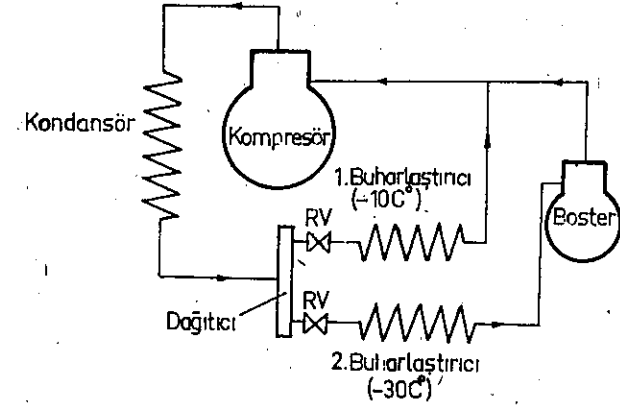 Kondansör
Kompresör
1.Buharlaştırıcı
(-10C°)
Boster
RV
RV
Dağıtıcı
2.Buharlaştırıcı
(-30C°)